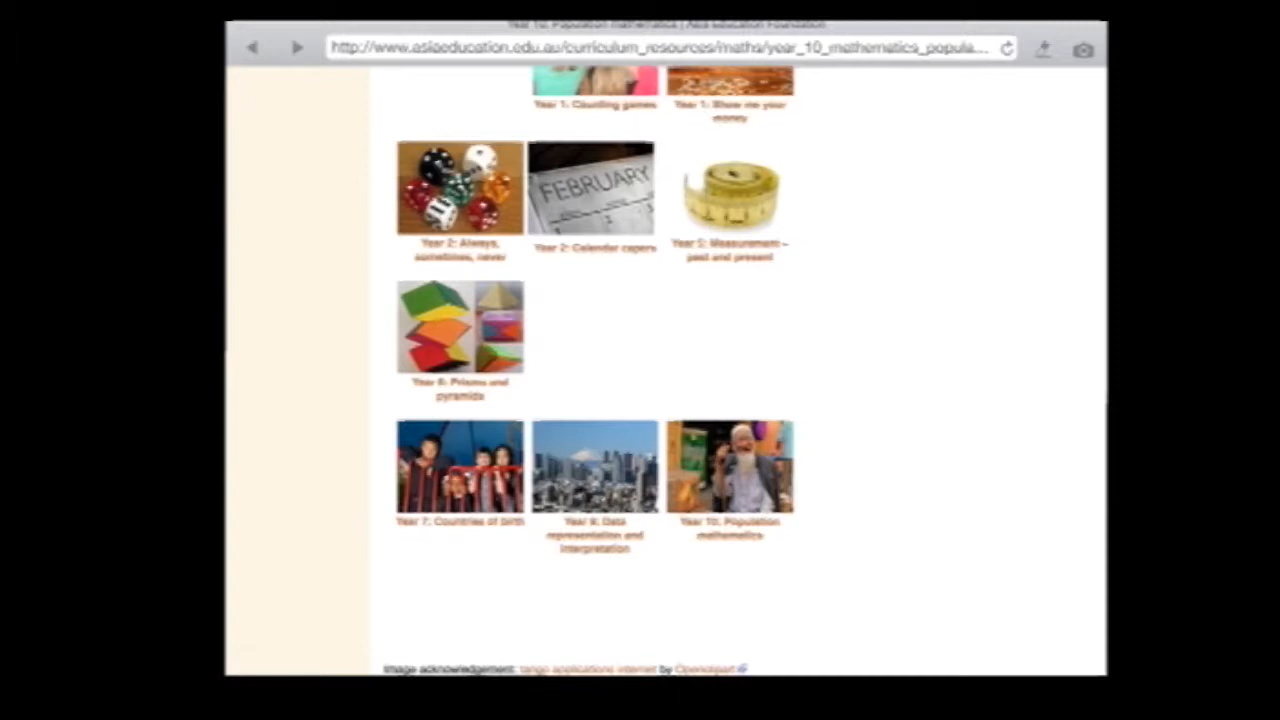 Year 10: Population mathematics | Asia Education Foundation
http://www.asiaeducation.edu.au/curriculum_resources/maths/year_10_mathematics_popula...
Year 1: Counting games
Year 1: Show me your
money
FEBRUARY
Year 2: Always,
sometimes, never
Year 2: Calendar capers
Year 5: Measurement –
past and present
Year 6: Prisms and
pyramids
Year 7: Countries of birth
Data
representation and
interpretation
Year 10: Population
mathematics
Image acknowledgement: tango applications internet by Openclipart